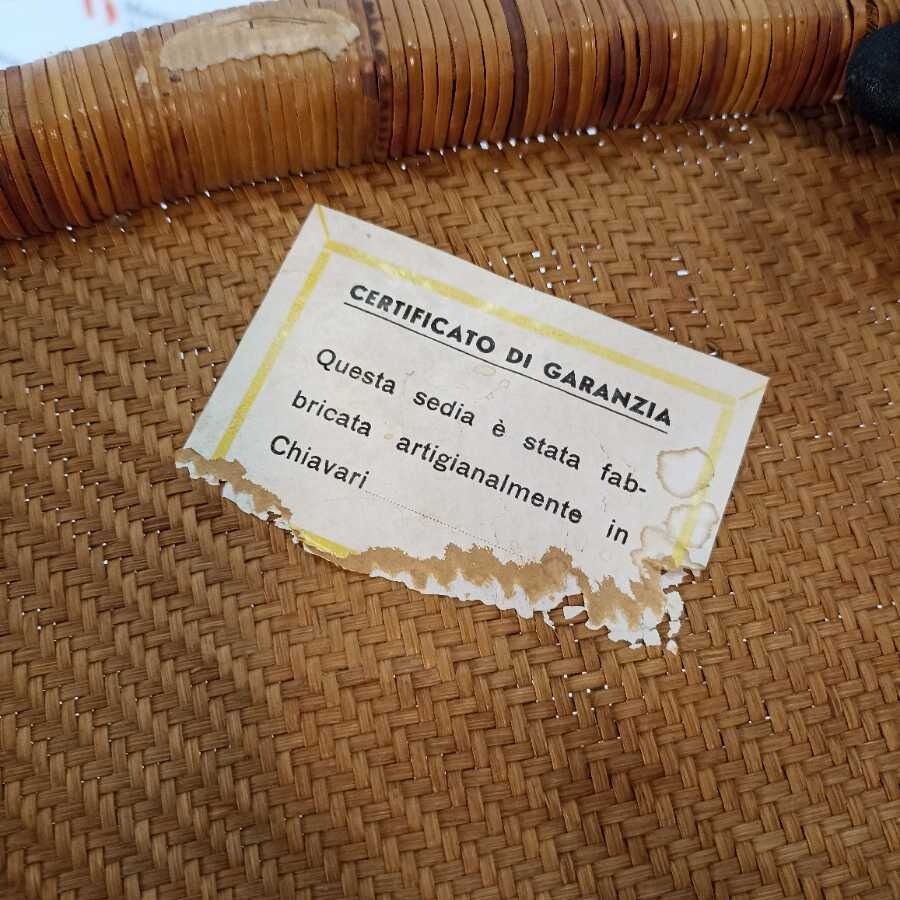 CERTIFICATO DI GARANZIA
Questa sedia è stata fab-
bricata artigianalmente in
Chiavari